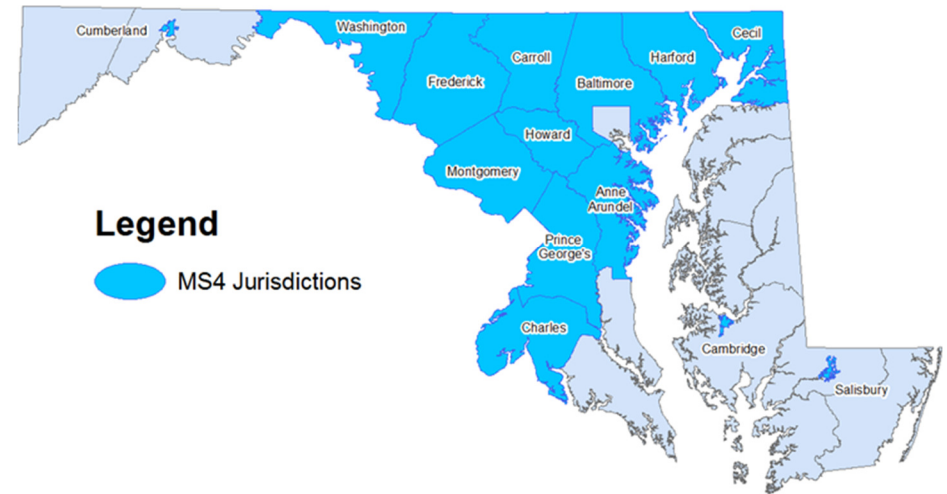 Cumberland
Washington
Cecil
Carroll
Harford
Frederick
Baltimore
Howard
Montgomery
Anne
Arundel
Legend
Prince
George's
MS4 Jurisdictions
Charles
Cambridge
Salisbury